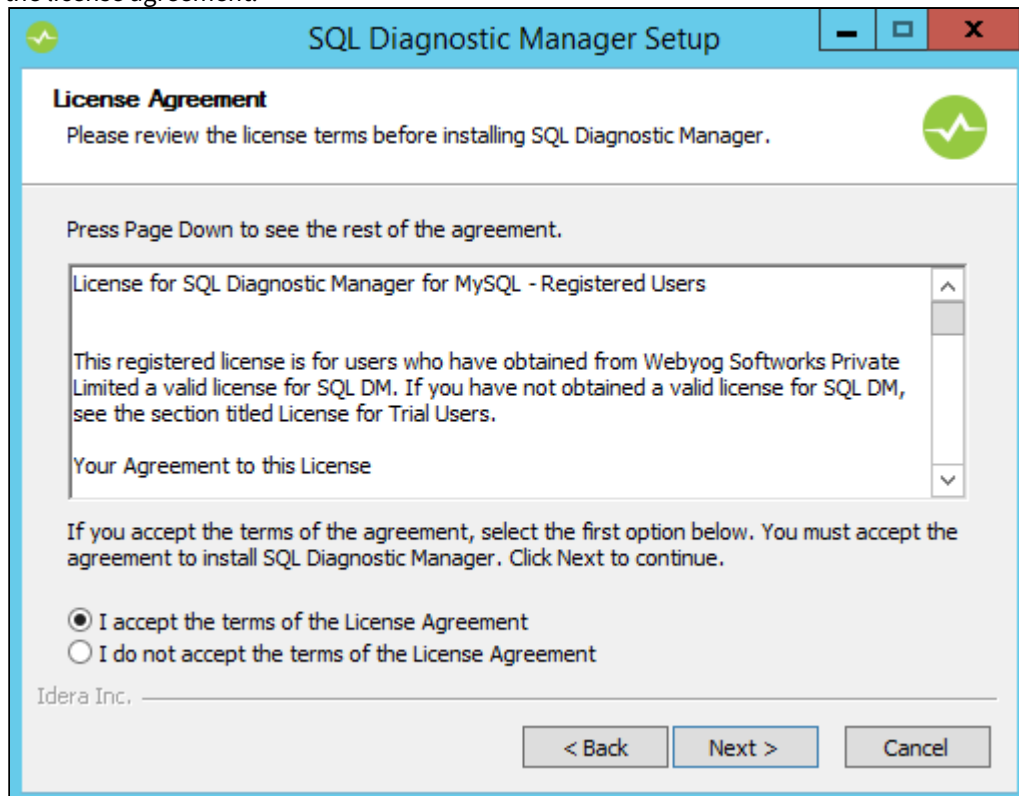 the license agreement.
SQL Diagnostic Manager Setup
License Agreement
Please review the license terms before installing SQL Diagnostic Manager.
Press Page Down to see the rest of the agreement.
License for SQL Diagnostic Manager for MySQL - Registered Users
This registered license is for users who have obtained from Webyog Softworks Private
Limited a valid license for SQL DM. If you have not obtained a valid license for SQL DM,
see the section titled License for Trial Users.
Your Agreement to this License
If you accept the terms of the agreement, select the first option below. You must accept the
agreement to install SQL Diagnostic Manager. Click Next to continue.
I accept the terms of the License Agreement
I do not accept the terms of the License Agreement
Idera Inc.
< Back Next > Cancel